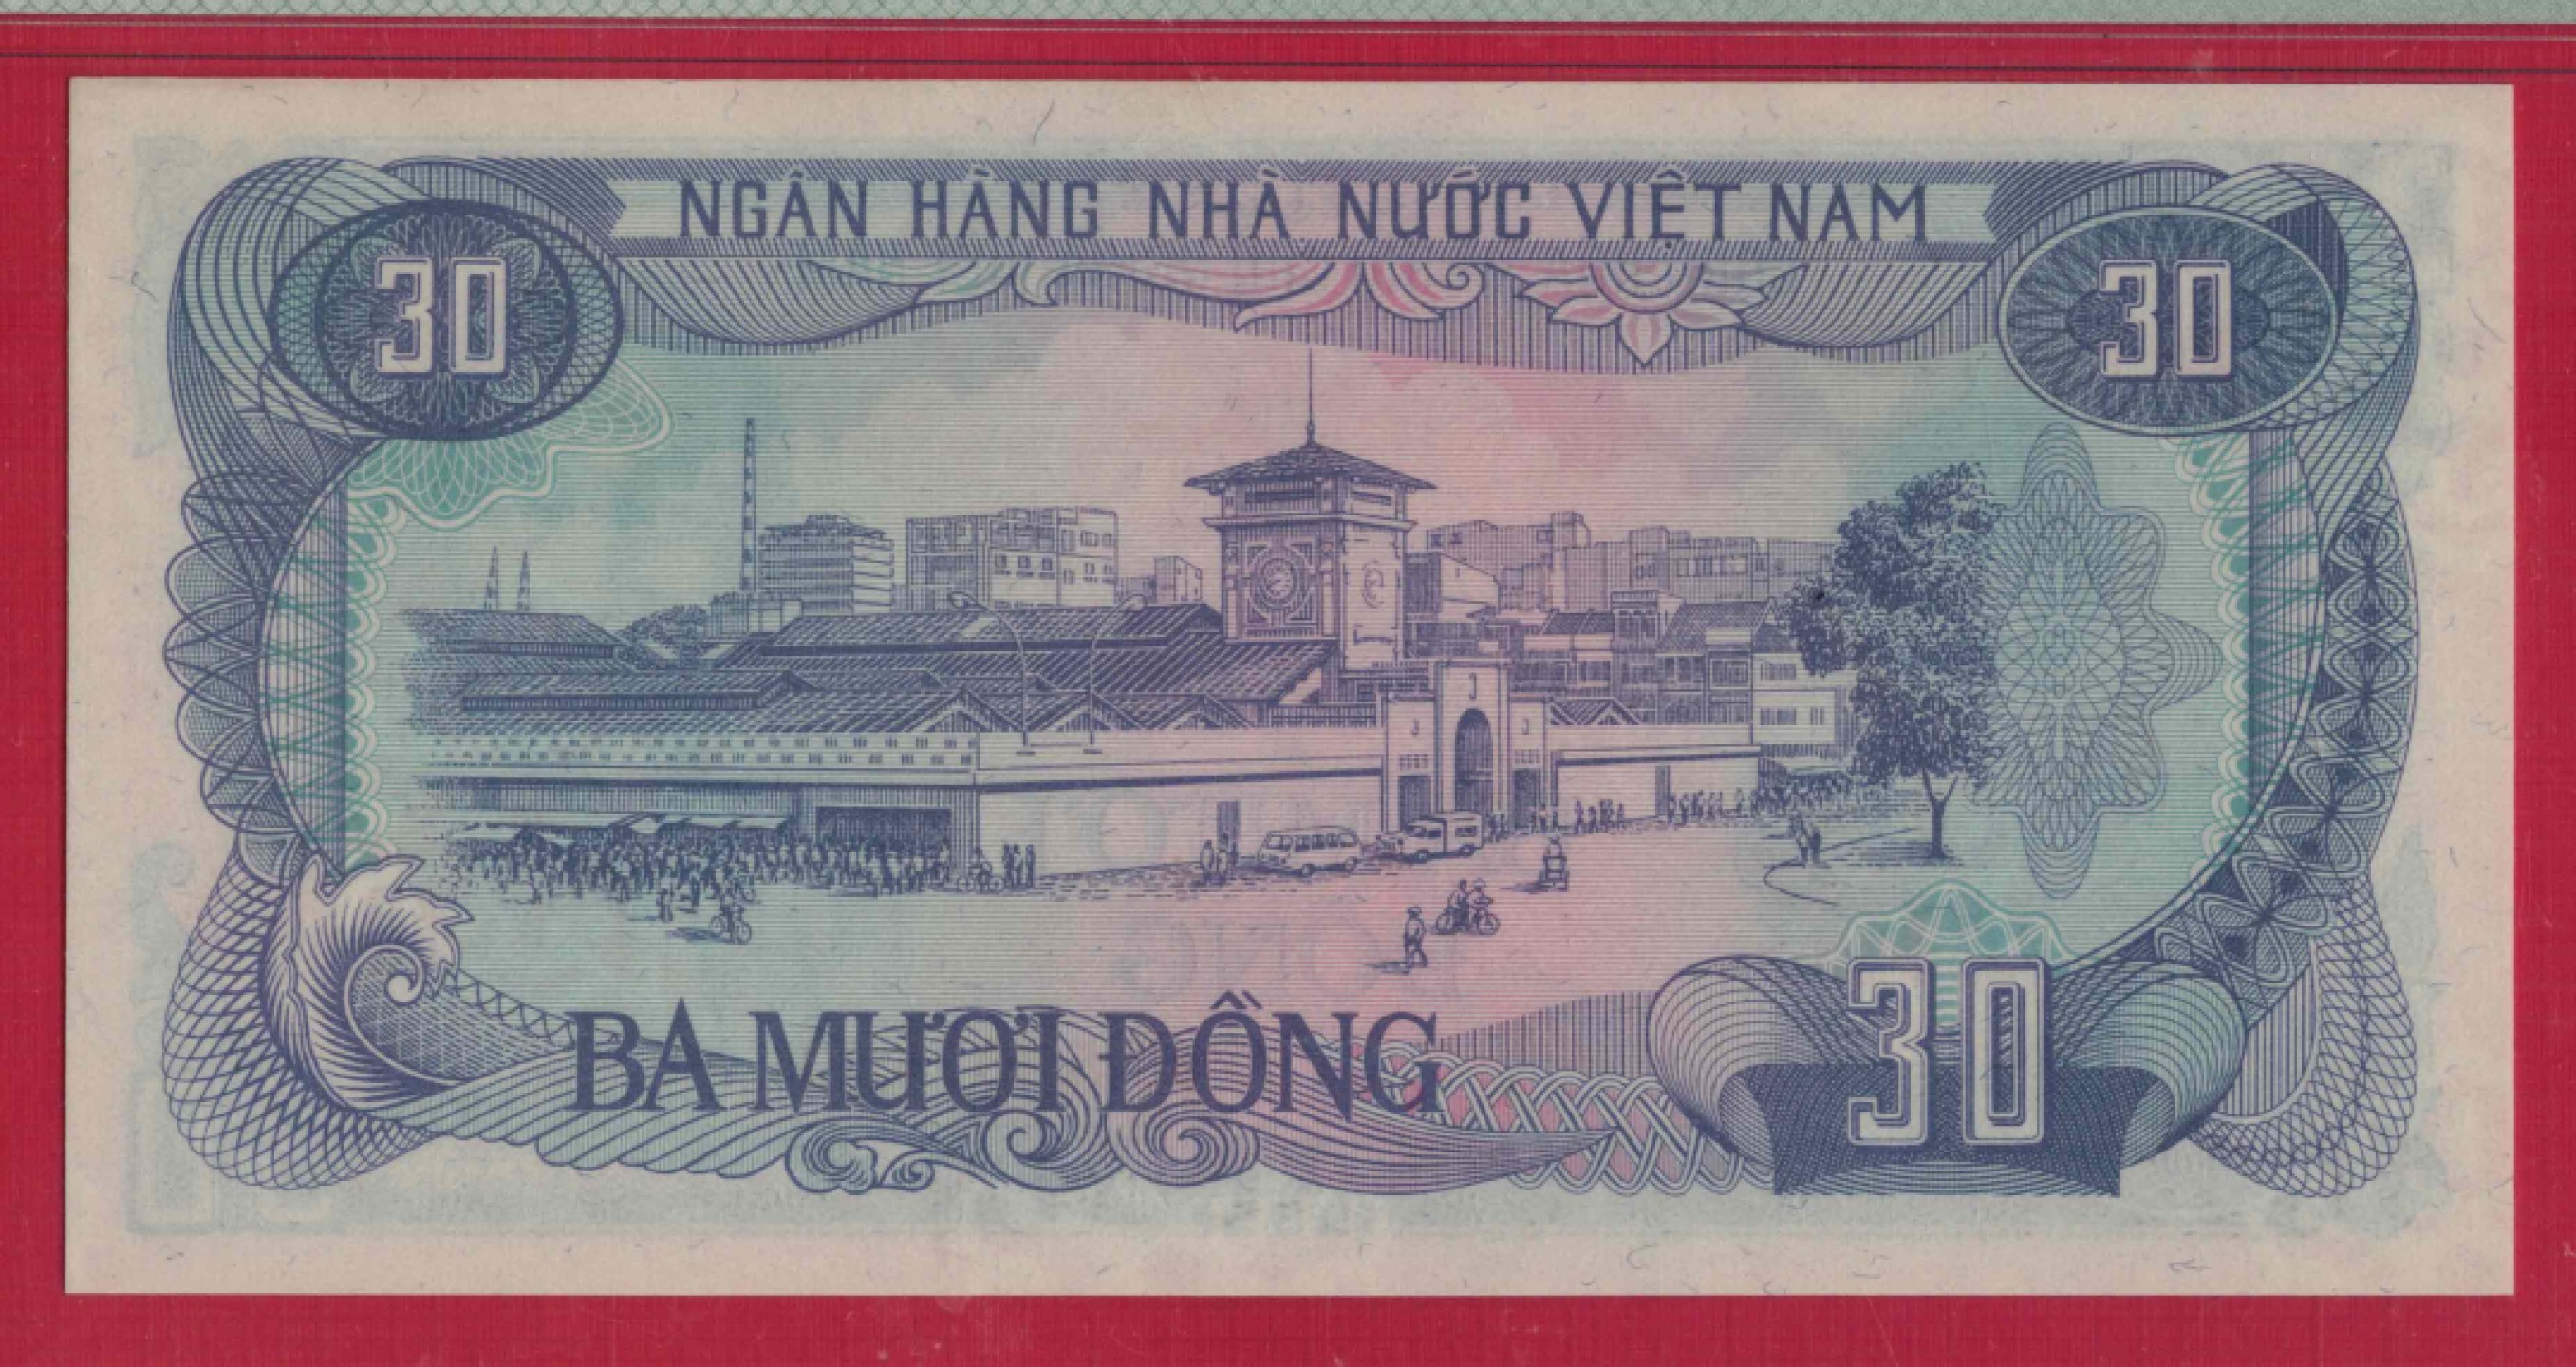 NGÂN HÀNG NHÀ NƯỚC VIỆT NAM
30
30
BA MƯƠI ĐỒNG
30